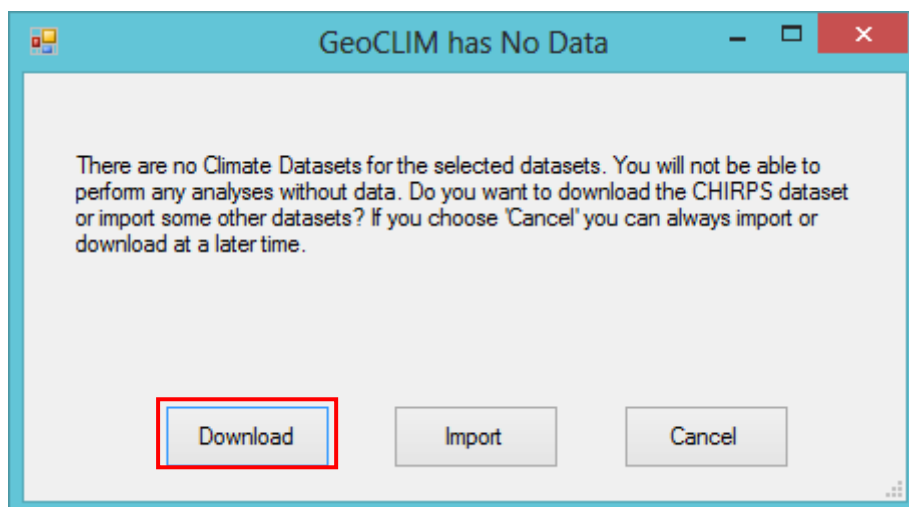 GeoCLIM has No Data
There are no Climate Datasets for the selected datasets. You will not be able to
perform any analyses without data. Do you want to download the CHIRPS dataset
or import some other datasets? If you choose 'Cancel' you can always import or
download at a later time.
Download Import Cancel